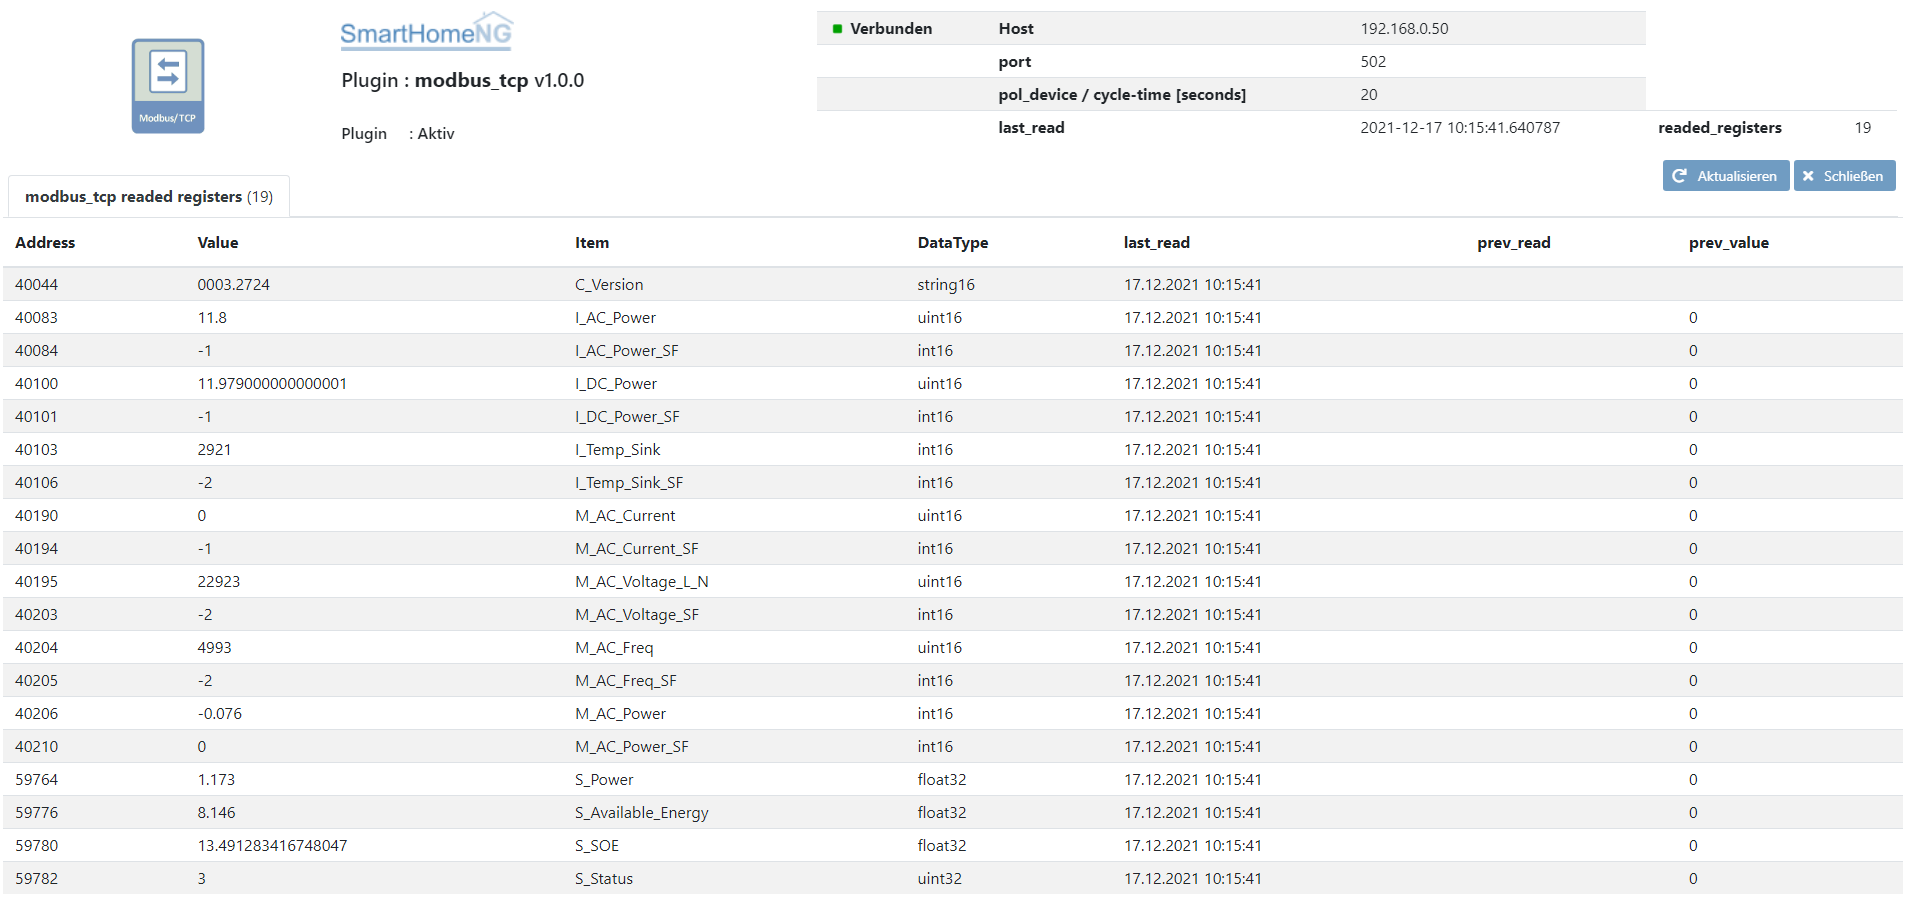 Modbus/TCP
SmartHomeNG
Plugin : modbus_tcp v1.0.0
Plugin : Aktiv
Verbunden Host 192.168.0.50
port 502
pol_device / cycle-time [seconds] 20
last_read 2021-12-17 10:15:41.640787 readed_registers 19
Aktualisieren Schließen
modbus_tcp readed registers (19)
Address Value Item DataType last_read prev_read prev_value
40044 0003.2724 C_Version string16 17.12.2021 10:15:41
40083 11.8 I_AC_Power uint16 17.12.2021 10:15:41 0
40084 -1 I_AC_Power_SF int16 17.12.2021 10:15:41 0
40100 11.979000000000001 I_DC_Power uint16 17.12.2021 10:15:41 0
40101 -1 I_DC_Power_SF int16 17.12.2021 10:15:41 0
40103 2921 I_Temp_Sink int16 17.12.2021 10:15:41 0
40106 -2 I_Temp_Sink_SF int16 17.12.2021 10:15:41 0
40190 0 M_AC_Current uint16 17.12.2021 10:15:41 0
40194 -1 M_AC_Current_SF int16 17.12.2021 10:15:41 0
40195 22923 M_AC_Voltage_L_N uint16 17.12.2021 10:15:41 0
40203 -2 M_AC_Voltage_SF int16 17.12.2021 10:15:41 0
40204 4993 M_AC_Freq uint16 17.12.2021 10:15:41 0
40205 -2 M_AC_Freq_SF int16 17.12.2021 10:15:41 0
40206 -0.076 M_AC_Power int16 17.12.2021 10:15:41 0
40210 0 M_AC_Power_SF int16 17.12.2021 10:15:41 0
59764 1.173 S_Power float32 17.12.2021 10:15:41 0
59776 8.146 S_Available_Energy float32 17.12.2021 10:15:41 0
59780 13.491283416748047 S_SOE float32 17.12.2021 10:15:41 0
59782 3 S_Status uint32 17.12.2021 10:15:41 0